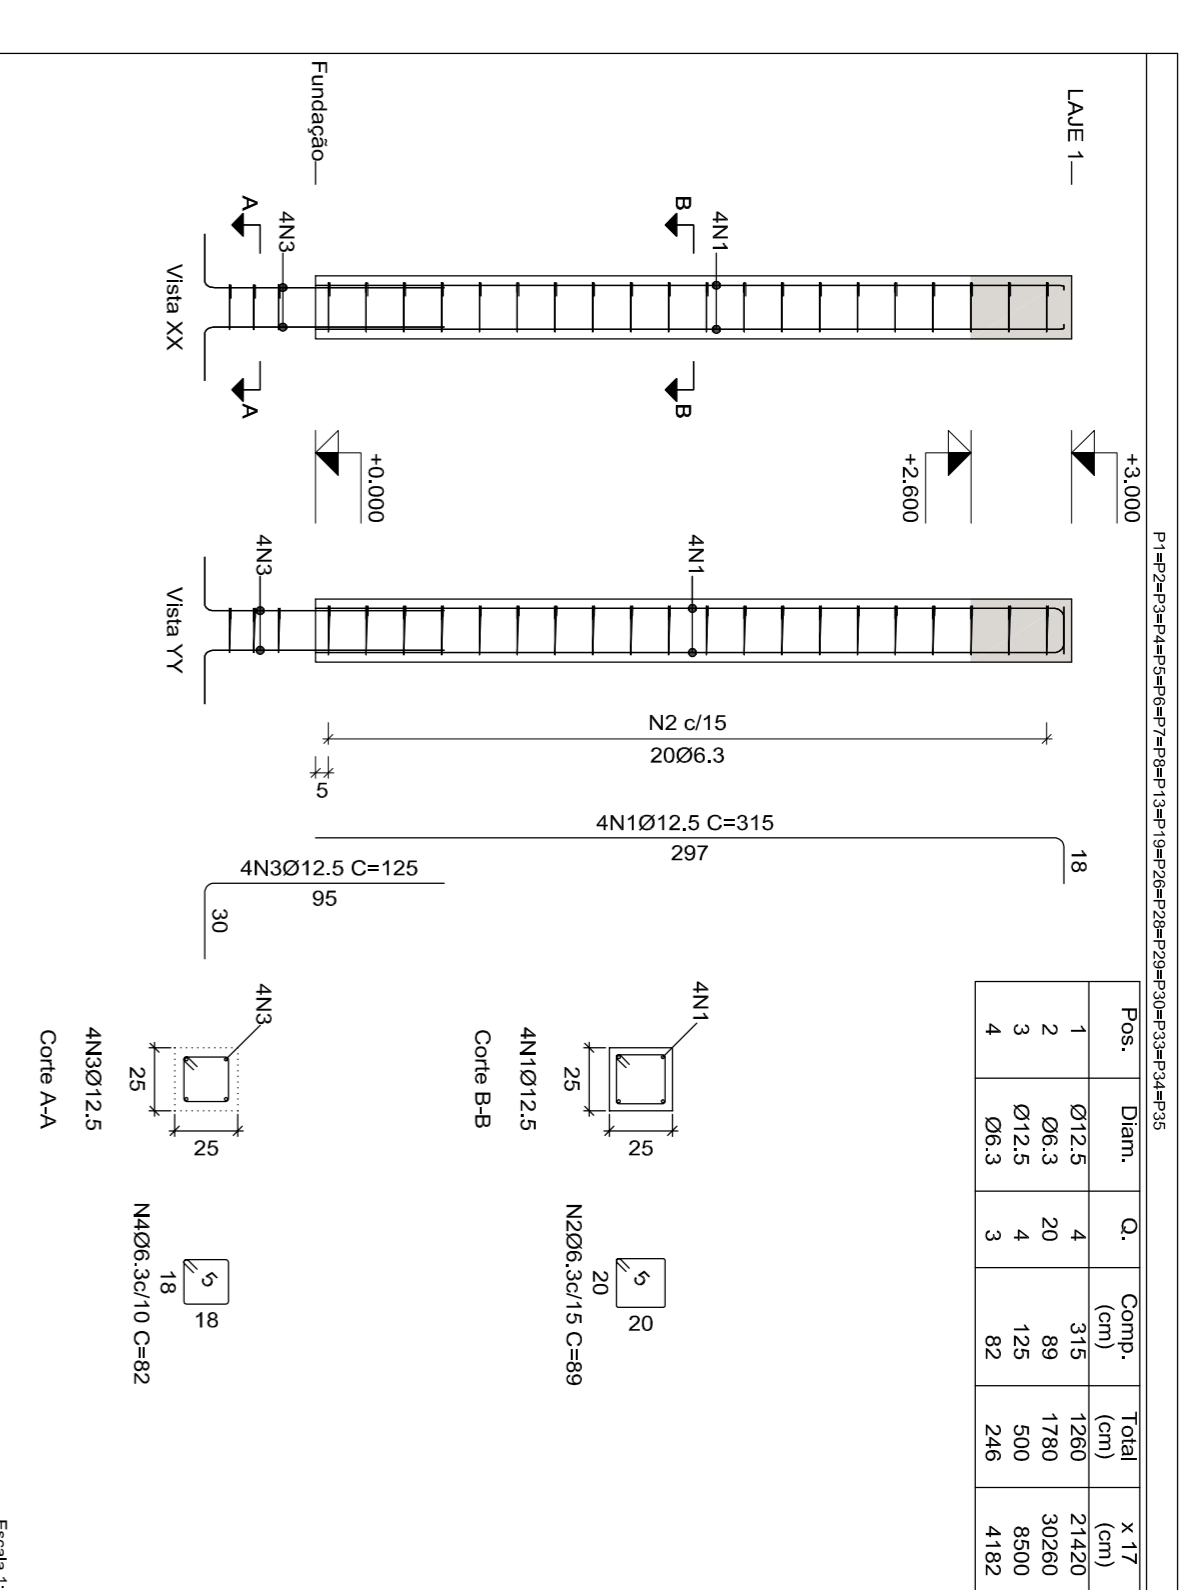 P1=P2=P3=P4=P5=P6=P7=P8=P13=P19=P26=P28=P29=P30=P33=P34=P35
LAJE 1
Fundação
+3.000
+2.600
+0.000
B
B
4N1
4N3
A
A
Vista XX
4N1
4N3
Vista YY
N2 c/15
20Ø6.3
5
4N1Ø12.5 C=315
297
18
4N3Ø12.5 C=125
95
30
Pos. Diam. Q. Comp. (cm) Total (cm) x 17 (cm)
1 Ø12.5 4 315 1260 21420
2 Ø6.3 20 89 1780 30260
3 Ø12.5 4 125 500 8500
4 Ø6.3 3 82 246 4182
4N1
25
25
4N1Ø12.5
Corte B-B
5
20
20
N2Ø6.3c/15 C=89
4N3
25
25
4N3Ø12.5
Corte A-A
5
18
18
N4Ø6.3c/10 C=82